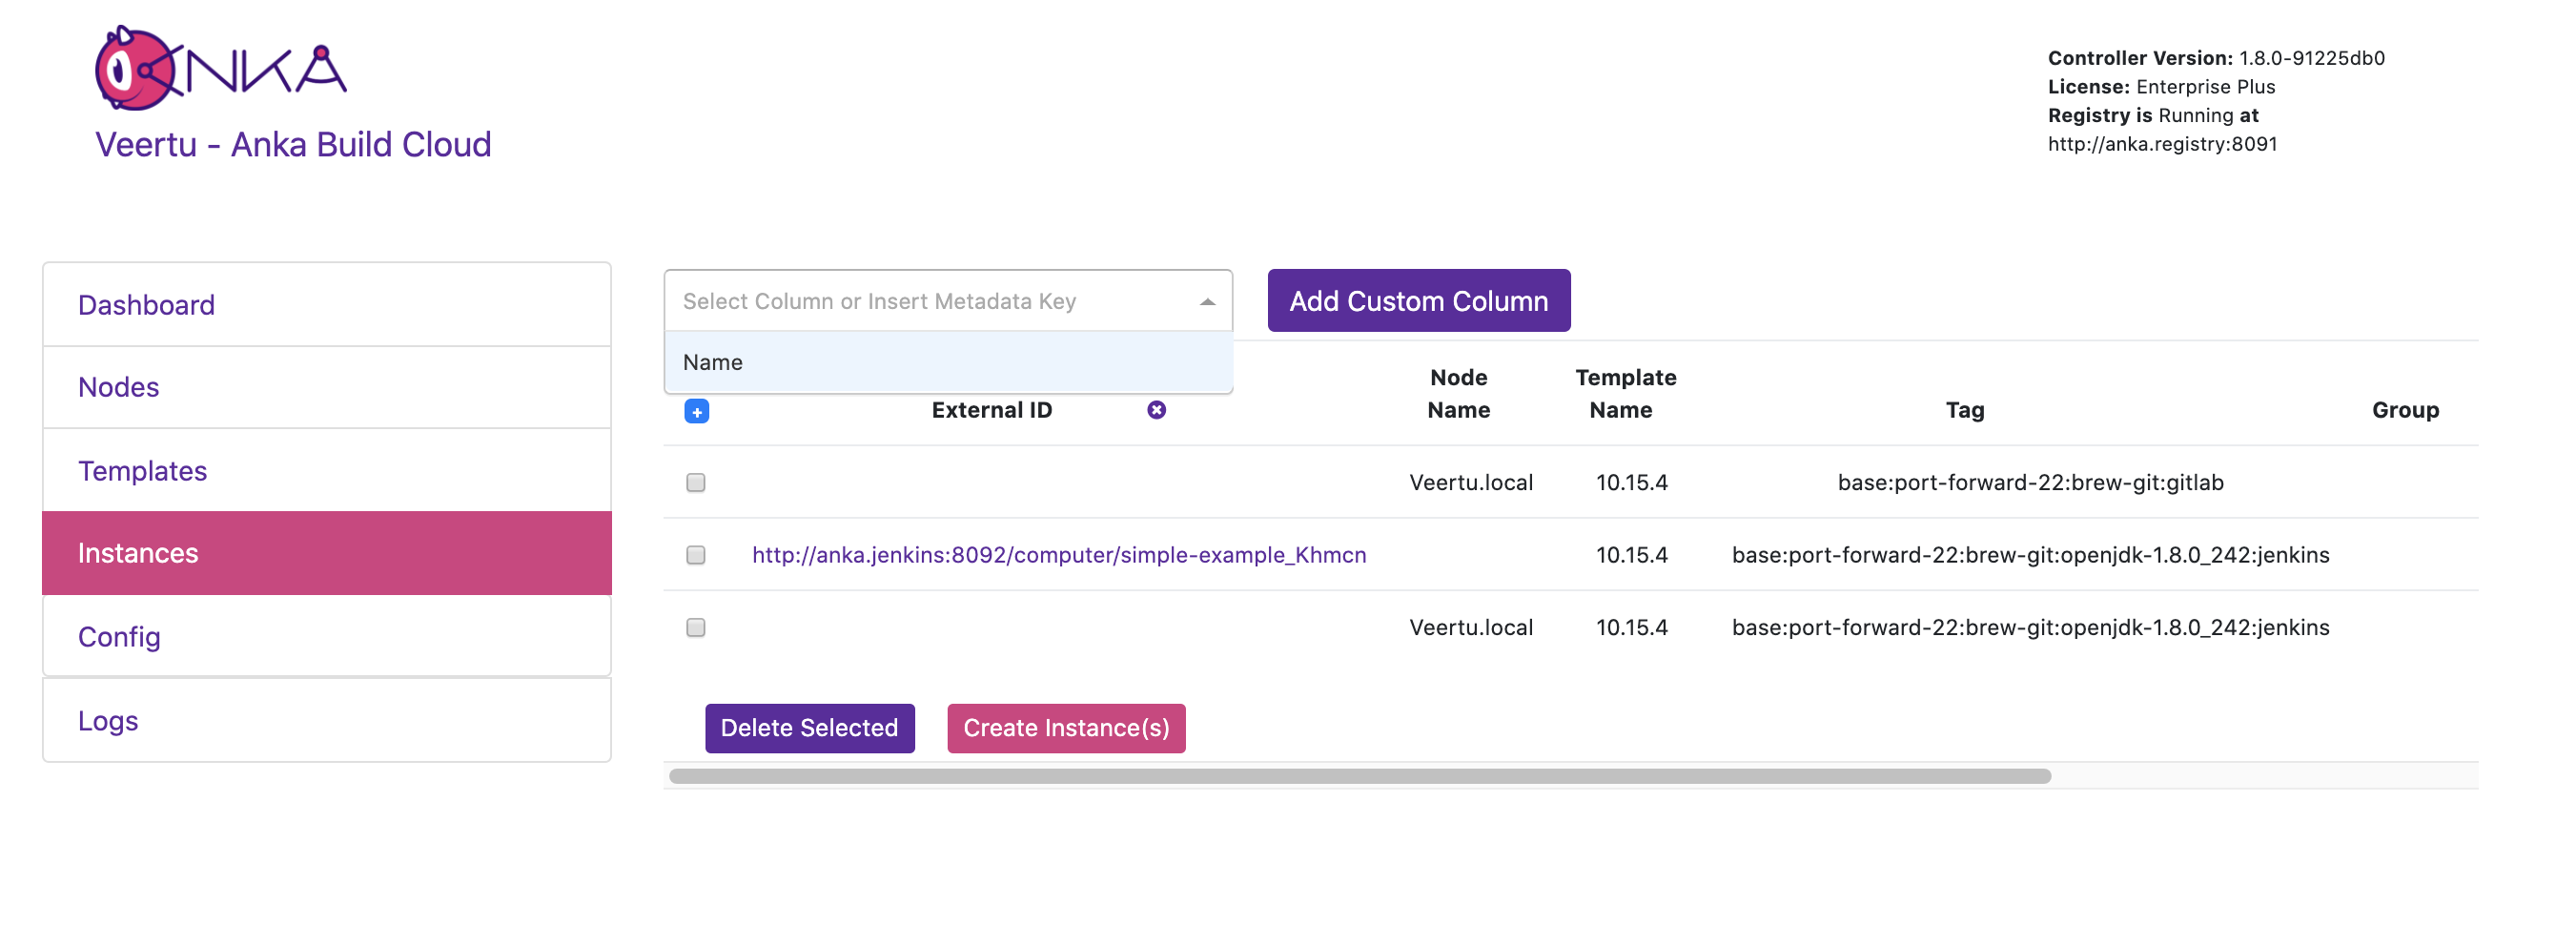 ANKA
Veertu - Anka Build Cloud
Controller Version: 1.8.0-91225db0
License: Enterprise Plus
Registry is Running at
http://anka.registry:8091
Dashboard
Nodes
Templates
Instances
Config
Logs
Select Column or Insert Metadata Key
Add Custom Column
Name
External ID
Node
Name
Template
Name
Tag
Group
Veertu.local 10.15.4 base:port-forward-22:brew-git:gitlab
http://anka.jenkins:8092/computer/simple-example_Khmcn 10.15.4 base:port-forward-22:brew-git:openjdk-1.8.0_242:jenkins
Veertu.local 10.15.4 base:port-forward-22:brew-git:openjdk-1.8.0_242:jenkins
Delete Selected Create Instance(s)